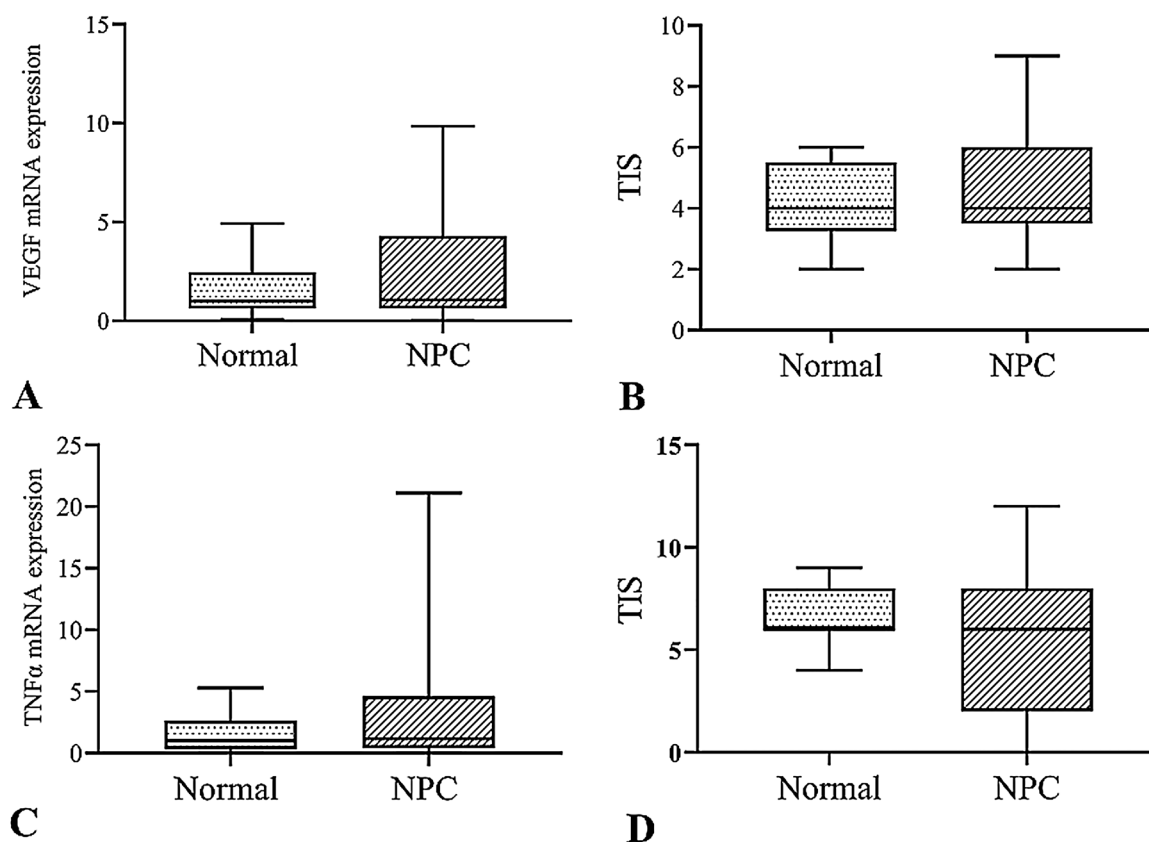 VEGF mRNA expression
15
10
5
0
Normal NPC
A
TIS
10
8
6
4
2
0
Normal NPC
B
TNFα mRNA expression
25
20
15
10
5
0
Normal NPC
C
TIS
15
10
5
0
Normal NPC
D